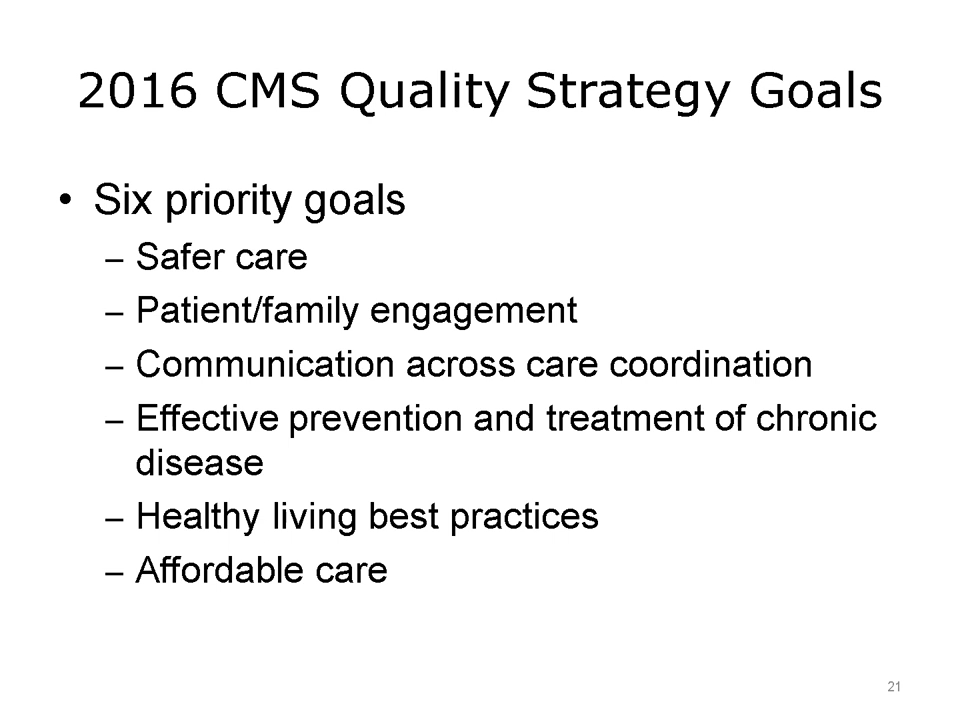 2016 CMS Quality Strategy Goals
• Six priority goals
– Safer care
– Patient/family engagement
– Communication across care coordination
– Effective prevention and treatment of chronic
disease
– Healthy living best practices
– Affordable care
21